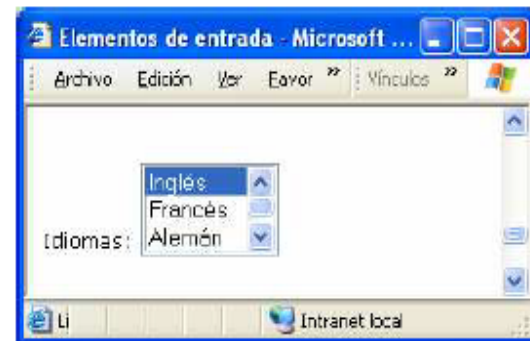 Elementos de entrada - Microsoft ...
Archivo Edición Ver Favor » Vínculos »
Inglés
Francés
Idiomas: Alemán
Li Intranet local